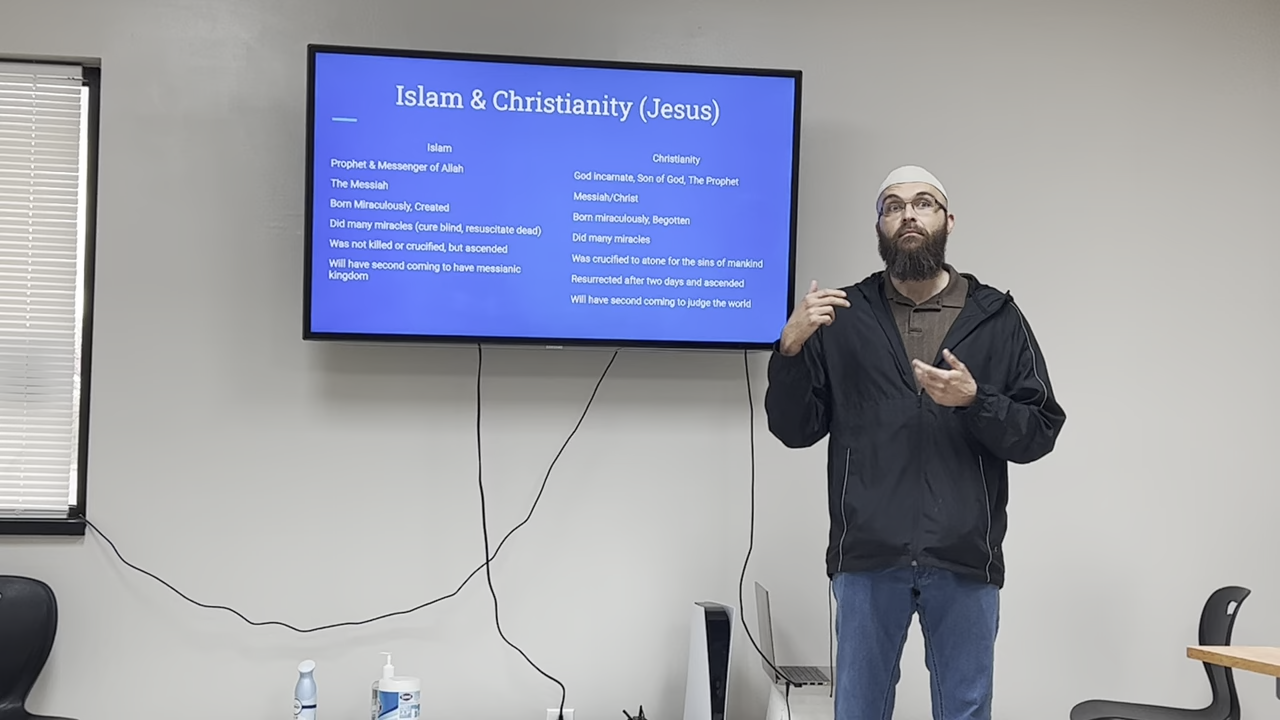 Islam & Christianity (Jesus)
Islam
Prophet & Messenger of Allah
The Messiah
Born Miraculously, Created
Did many miracles (cure blind, resuscitate dead)
Was not killed or crucified, but ascended
Will have second coming to have messianic
kingdom
Christianity
God incarnate, Son of God, The Prophet
Messiah/Christ
Born miraculously, Begotten
Did many miracles
Was crucified to atone for the sins of mankind
Resurrected after two days and ascended
Will have second coming to judge the world